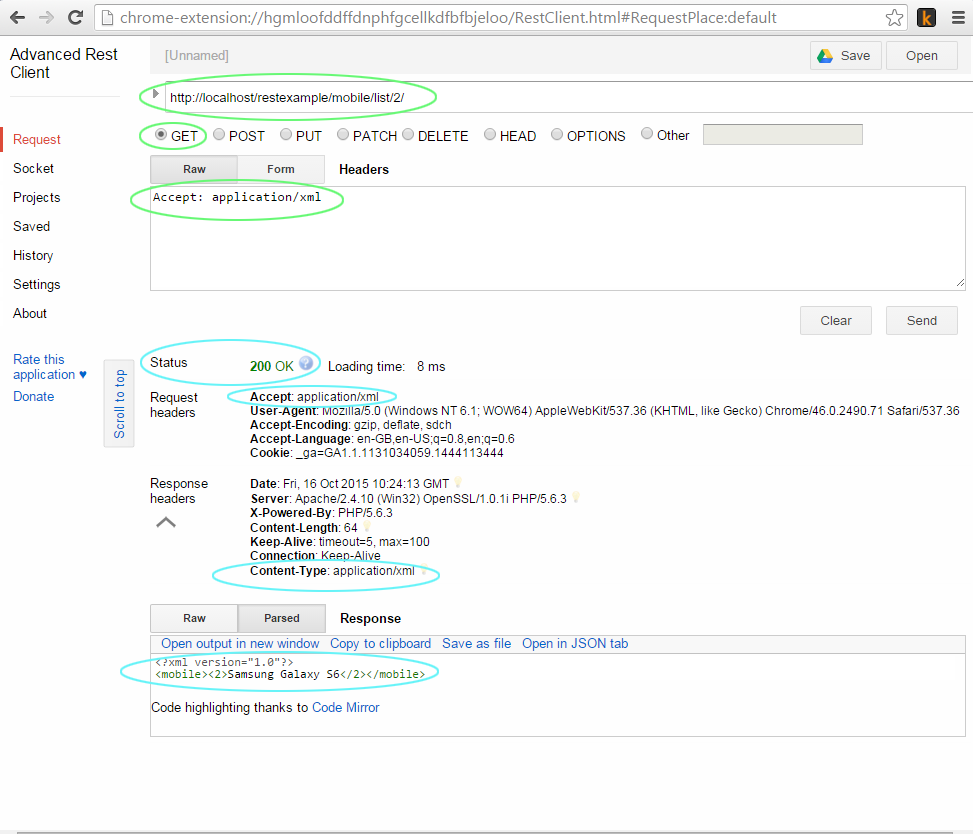 chrome-extension://hgmloofddffdnphfgcellkdfbfbjeloo/RestClient.html#RequestPlace:default
k
Advanced Rest
Client
[Unnamed]
Save
Open
http://localhost/restexample/mobile/list/2/
GET POST PUT PATCH DELETE HEAD OPTIONS Other
Request
Socket
Projects
Saved
History
Settings
About
Rate this
application ♥
Donate
Scroll to top
Raw Form Headers
Accept: application/xml
Clear Send
Status 200 OK ? Loading time: 8 ms
Request
headers
Accept: application/xml
User-Agent: Mozilla/5.0 (Windows NT 6.1; WOW64) AppleWebKit/537.36 (KHTML, like Gecko) Chrome/46.0.2490.71 Safari/537.36
Accept-Encoding: gzip, deflate, sdch
Accept-Language: en-GB,en-US;q=0.8,en;q=0.6
Cookie: _ga=GA1.1.1131034059.1444113444
Response
headers
Date: Fri, 16 Oct 2015 10:24:13 GMT
Server: Apache/2.4.10 (Win32) OpenSSL/1.0.1i PHP/5.6.3
X-Powered-By: PHP/5.6.3
Content-Length: 64
Keep-Alive: timeout=5, max=100
Connection: Keep-Alive
Content-Type: application/xml
Raw Parsed Response
Open output in new window Copy to clipboard Save as file Open in JSON tab
<?xml version="1.0"?>
<mobile><2>Samsung Galaxy S6</2></mobile>
Code highlighting thanks to Code Mirror